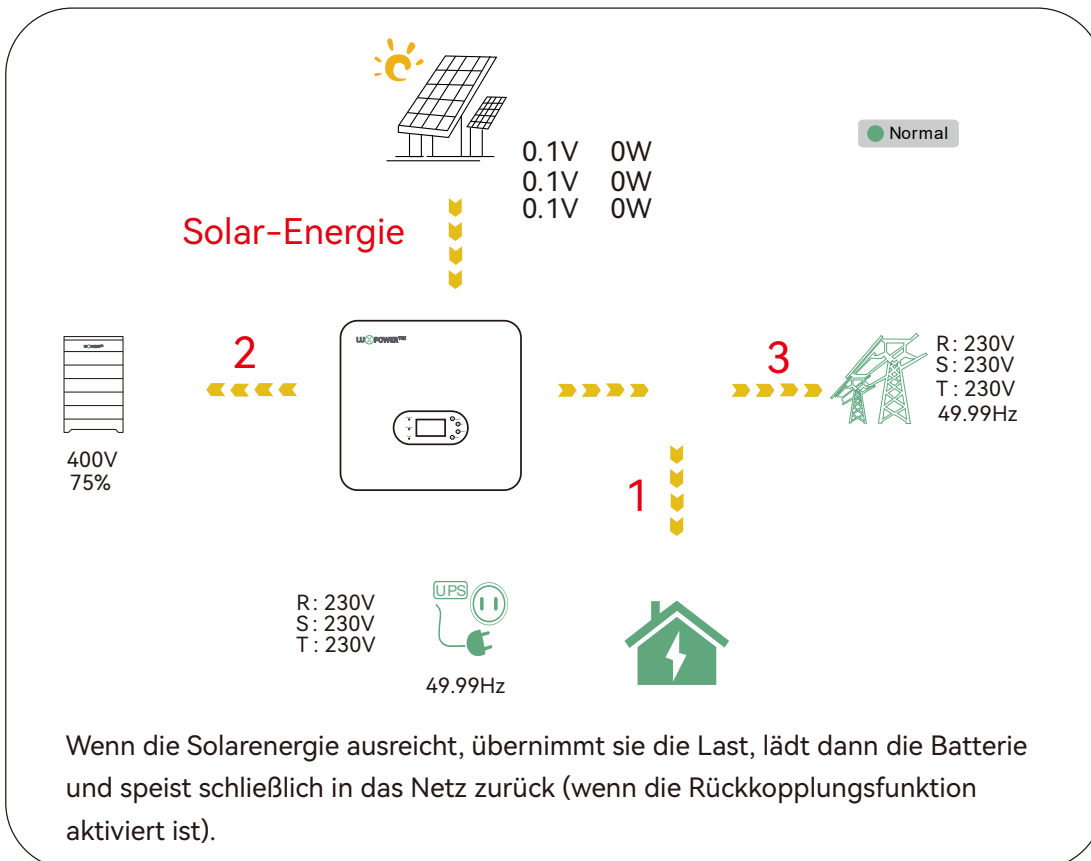 Normal
0.1V 0W
0.1V 0W
0.1V 0W
Solar-Energie
LUXPOWERTEK
2
3
R: 230V
S: 230V
T: 230V
49.99Hz
400V
75%
1
UPS
R: 230V
S: 230V
T: 230V
49.99Hz
Wenn die Solarenergie ausreicht, übernimmt sie die Last, lädt dann die Batterie
und speist schließlich in das Netz zurück (wenn die Rückkopplungsfunktion
aktiviert ist).